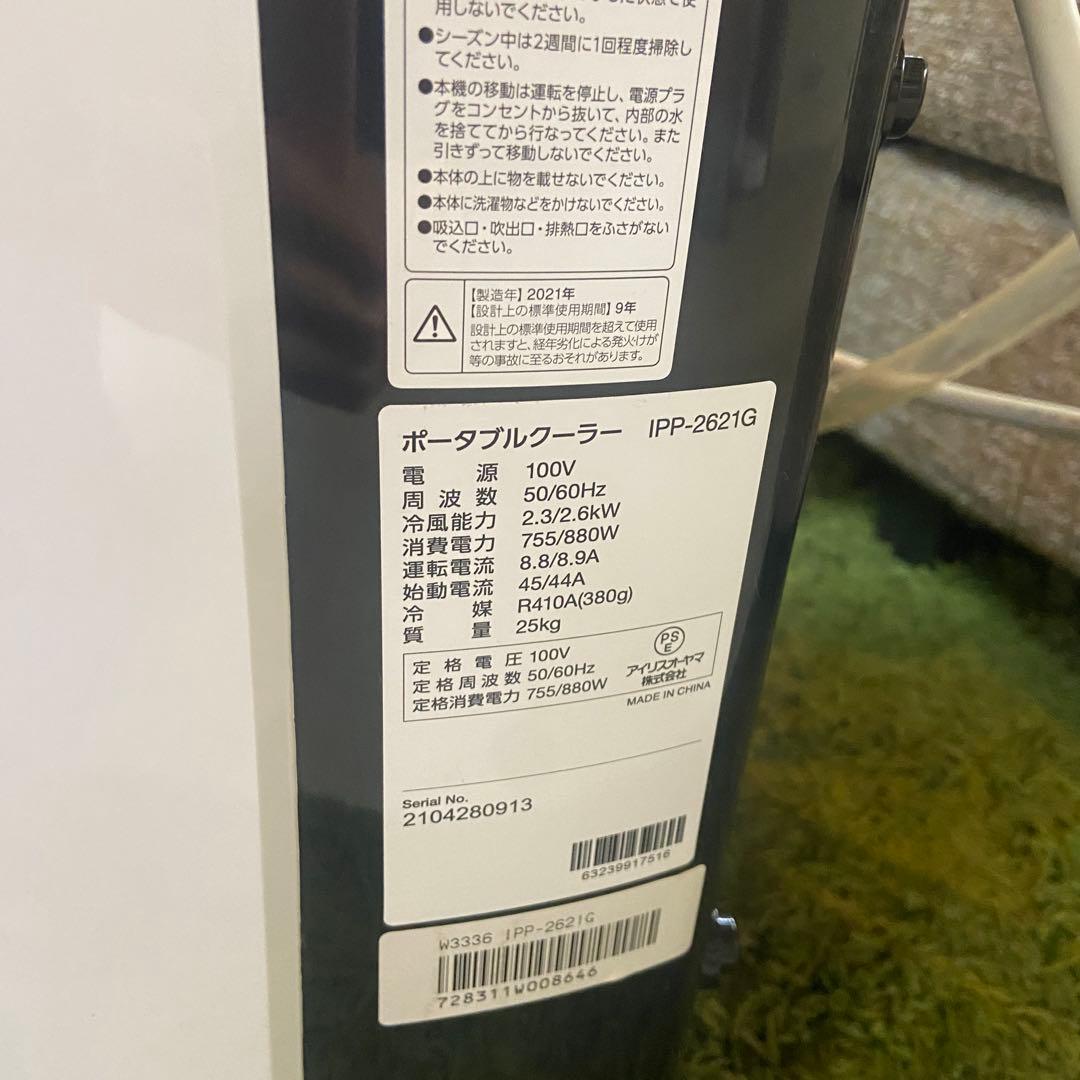 用しないでください。
●シーズン中は2週間に1回程度掃除し
てください。
●本機の移動は運転を停止し、電源プラ
グをコンセントから抜いて、内部の水
を捨ててから行なってください。また
引きずって移動しないでください。
●本体の上に物を載せないでください。
●本体に洗濯物などをかけないでください。
●吸込口・吹出口・排熱口をふさがない
でください。
【製造年】2021年
【設計上の標準使用期間】9年
設計上の標準使用期間を超えて使用
されますと、経年劣化による発火けが
等の事故に至るおそれがあります。
ポータブルクーラー IPP-2621G
電源 100V
周波数 50/60Hz
冷風能力 2.3/2.6kW
消費電力 755/880W
運転電流 8.8/8.9A
始動電流 45/44A
冷媒 R410A(380g)
質量 25kg
定格電圧 100V
定格周波数 50/60Hz
定格消費電力 755/880W
PS
E
アイリスオーヤマ
株式会社
MADE IN CHINA
Serial No.
2104280913
63239917516
W3336 IPP-2621G
728311W008646